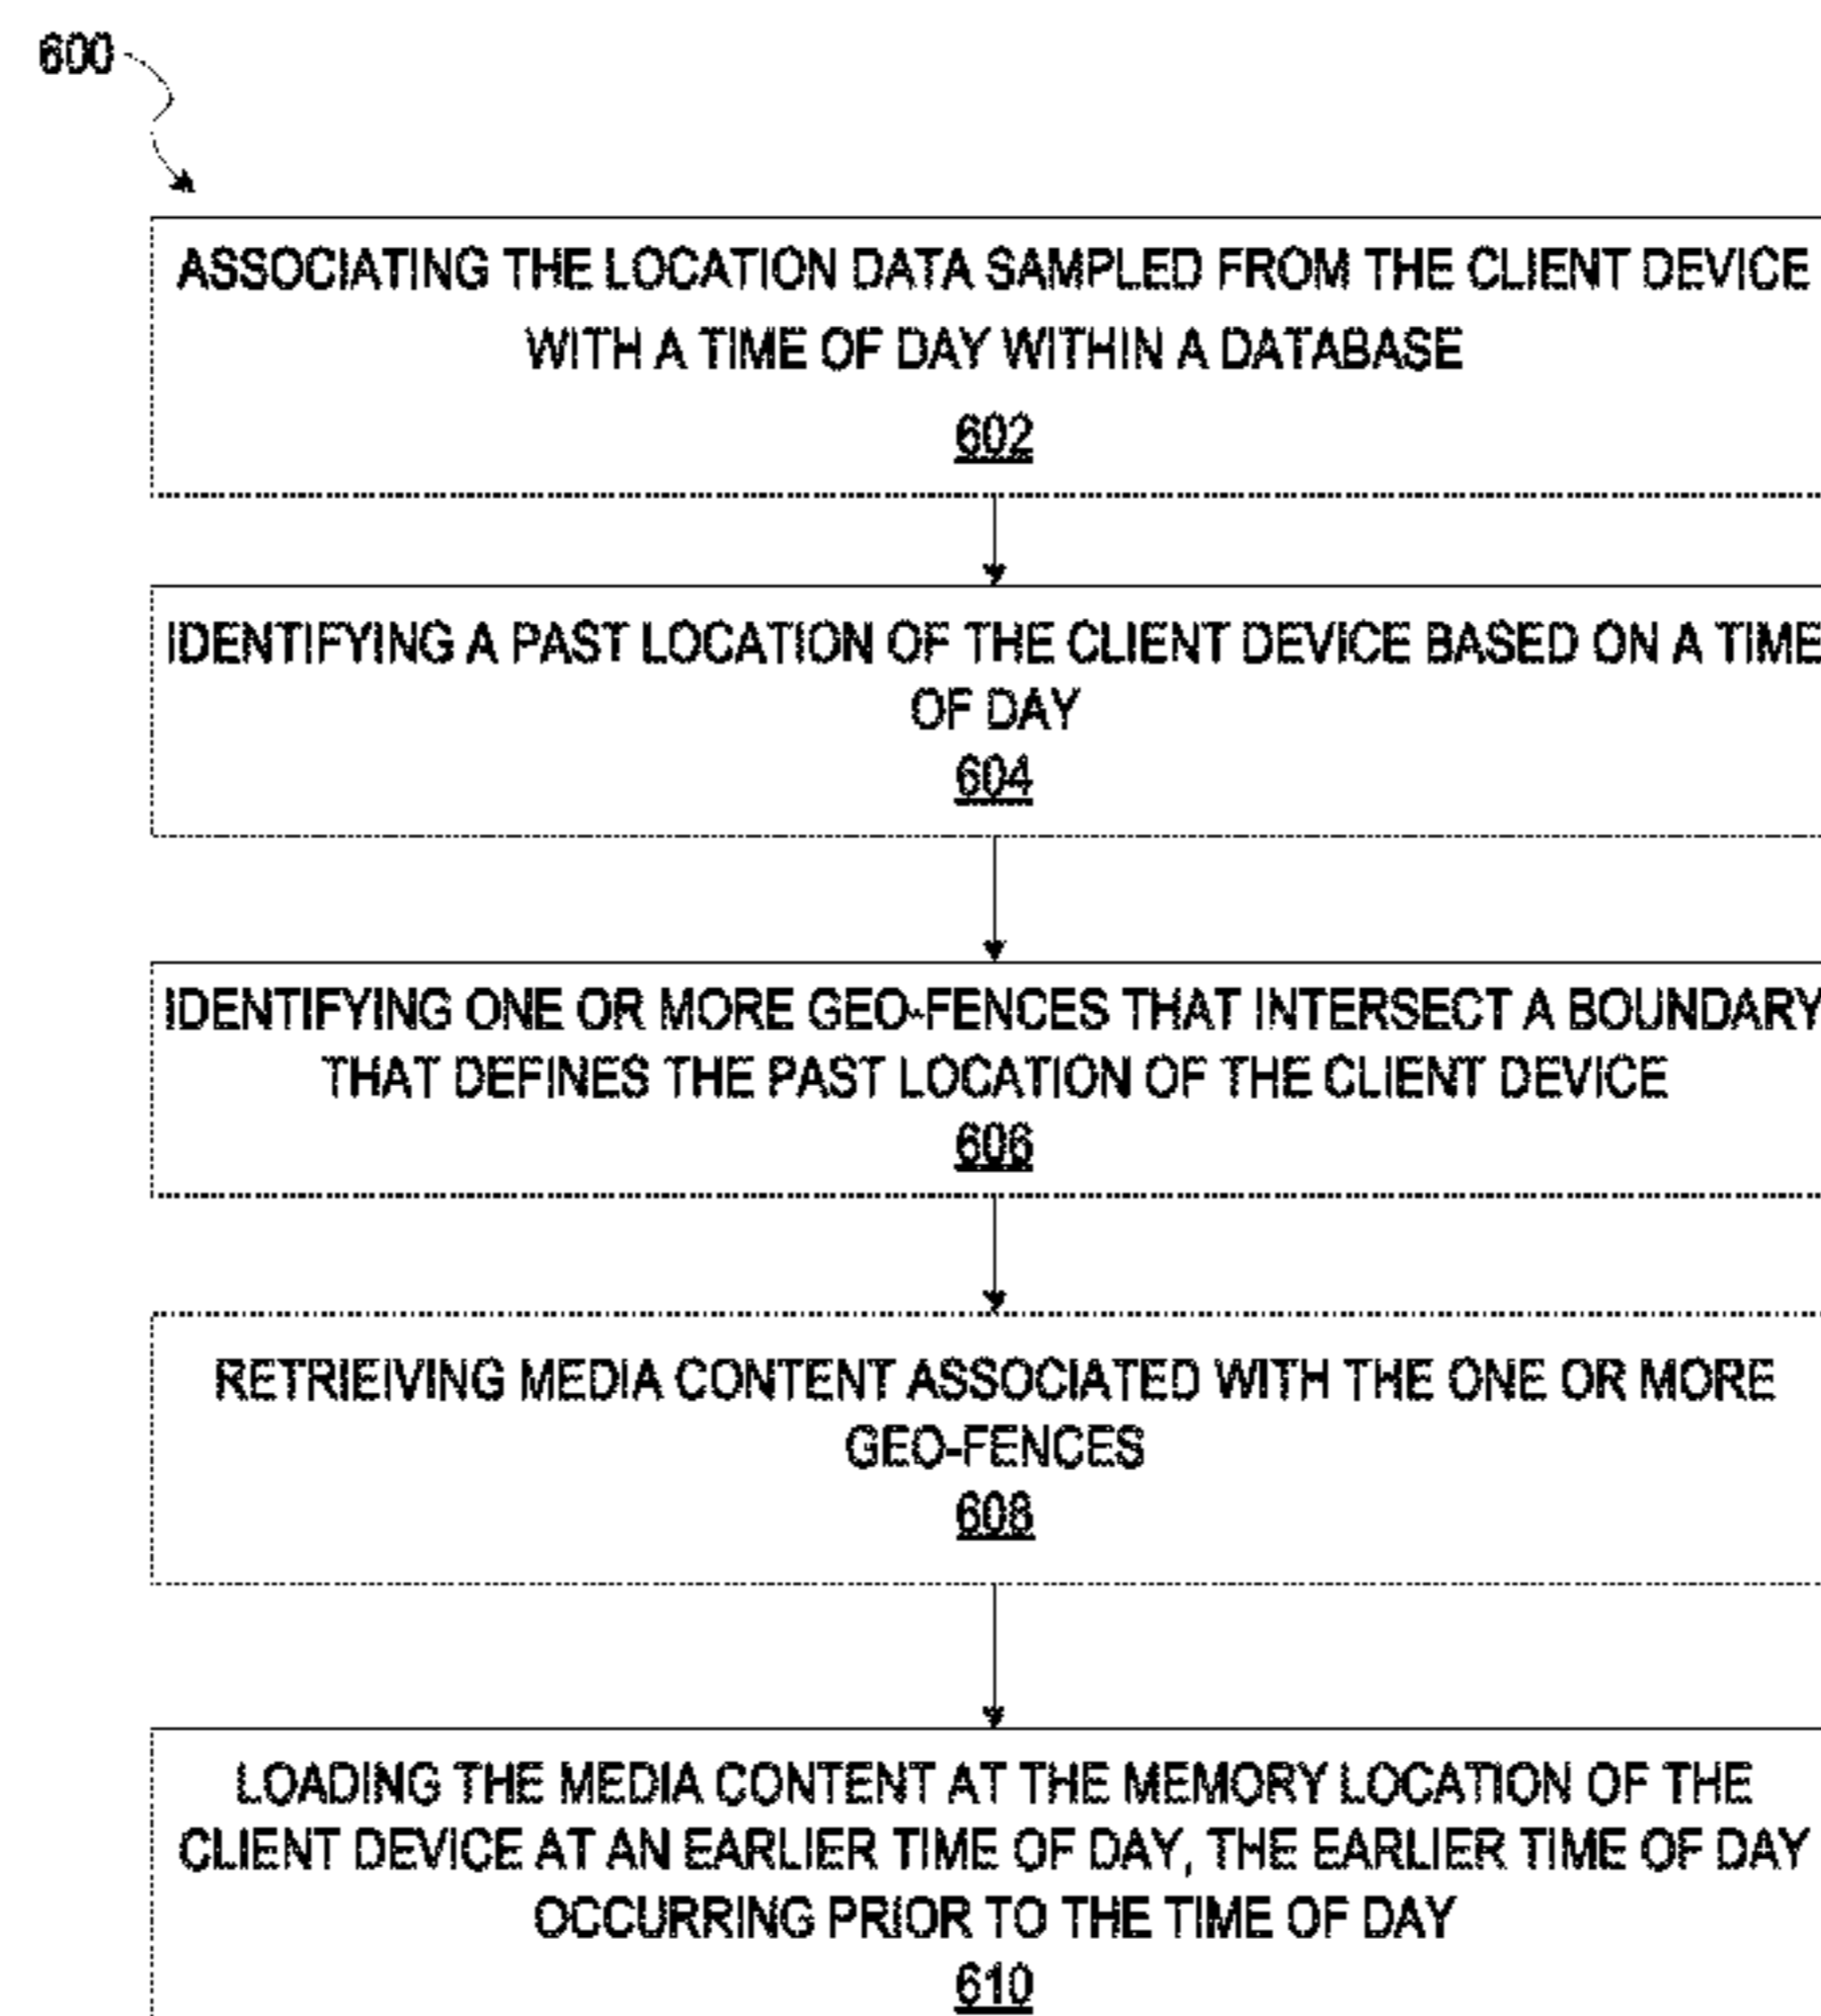 600
ASSOCIATING THE LOCATION DATA SAMPLED FROM THE CLIENT DEVICE
WITH A TIME OF DAY WITHIN A DATABASE
602
IDENTIFYING A PAST LOCATION OF THE CLIENT DEVICE BASED ON A TIME
OF DAY
604
IDENTIFYING ONE OR MORE GEO-FENCES THAT INTERSECT A BOUNDARY
THAT DEFINES THE PAST LOCATION OF THE CLIENT DEVICE
606
RETRIEIVING MEDIA CONTENT ASSOCIATED WITH THE ONE OR MORE
GEO-FENCES
608
LOADING THE MEDIA CONTENT AT THE MEMORY LOCATION OF THE
CLIENT DEVICE AT AN EARLIER TIME OF DAY, THE EARLIER TIME OF DAY
OCCURRING PRIOR TO THE TIME OF DAY
610